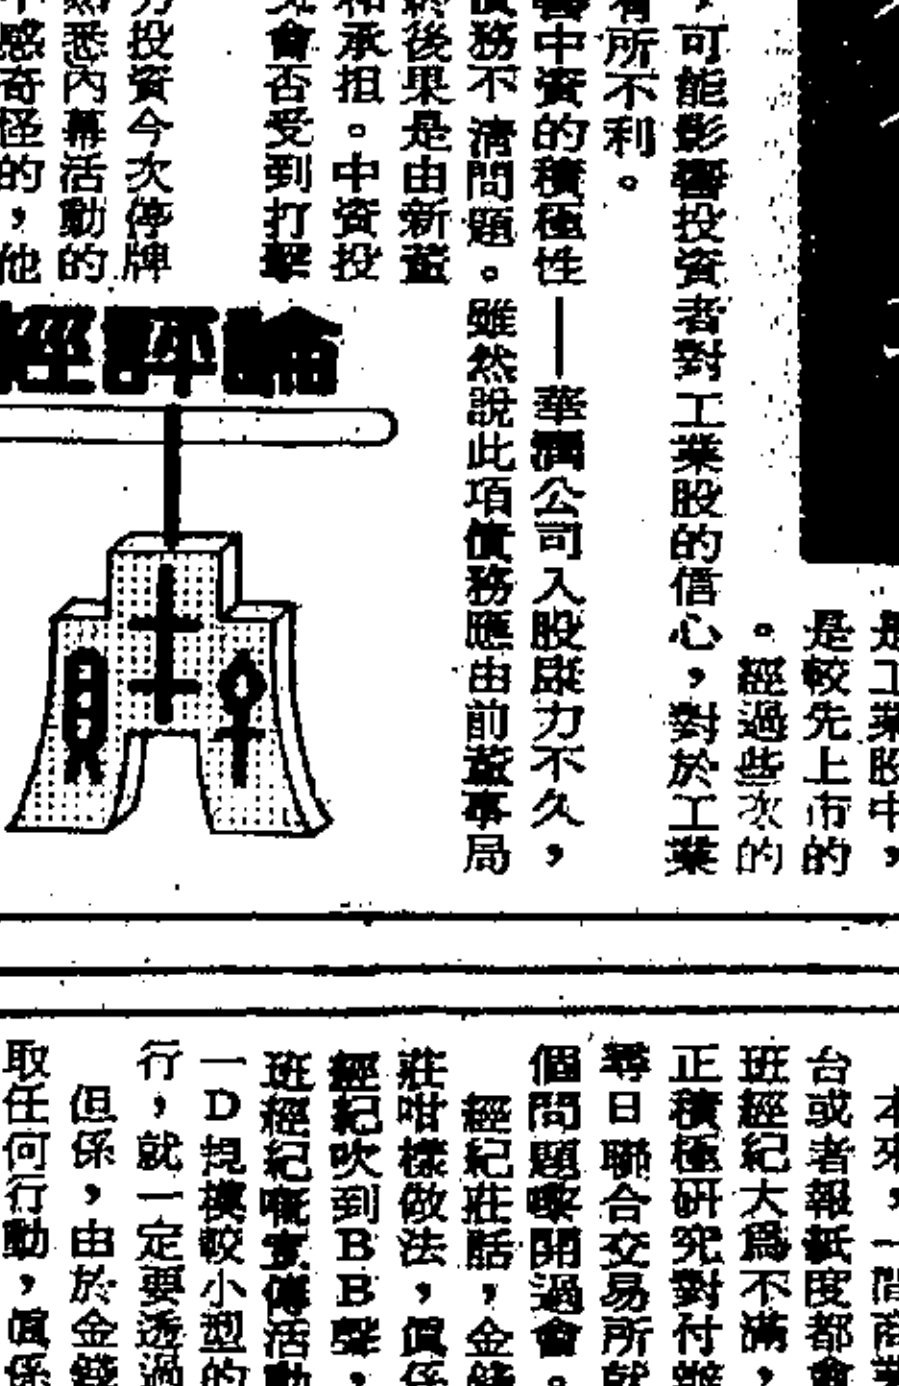 是工業股中，
是較先上市的
。經過些次的
，可能影響投資者對工業股的信心，對於工業
有所不利。
響中資的積極性——華潤公司入股康力不久，
債務不清問題。雖然說此項債務應由前董事局
終後果是由新董
和承担。中資投
會否受到打擊
力投資今次停牌
熟悉內幕活動的
不感奇怪的，他
經評論
本來，一間商業
台或者報紙度都會
班經紀大為不滿，
正積極研究對付辦
尋日聯合交易所就
個問題嚟開過會。
經紀莊話，金錢
莊咁樣做法，價係
經紀吹到BB聲，
班經紀嘅宣傳活動
一D規模較小型的
行，就一定要透過
但係，由於金錢
取任何行動，價係